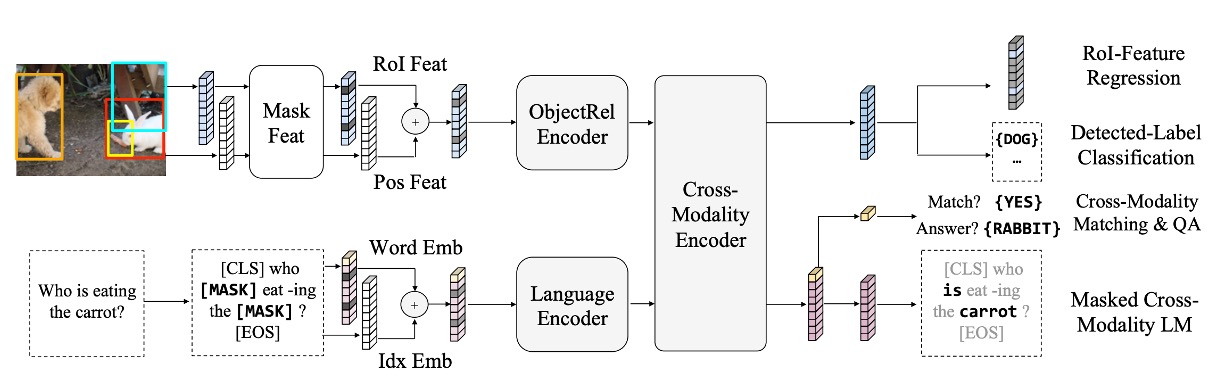 RoI Feat
Mask
Feat
Pos Feat
ObjectRel
Encoder
Cross-
Modality
Encoder
RoI-Feature
Regression
{DOG}
…
Detected-Label
Classification
Match? {YES}
Answer? {RABBIT}
Cross-Modality
Matching & QA
Who is eating
the carrot?
[CLS] who
[MASK] eat -ing
the [MASK] ?
[EOS]
Word Emb
Idx Emb
Language
Encoder
[CLS] who
is eat -ing
the carrot ?
[EOS]
Masked Cross-
Modality LM